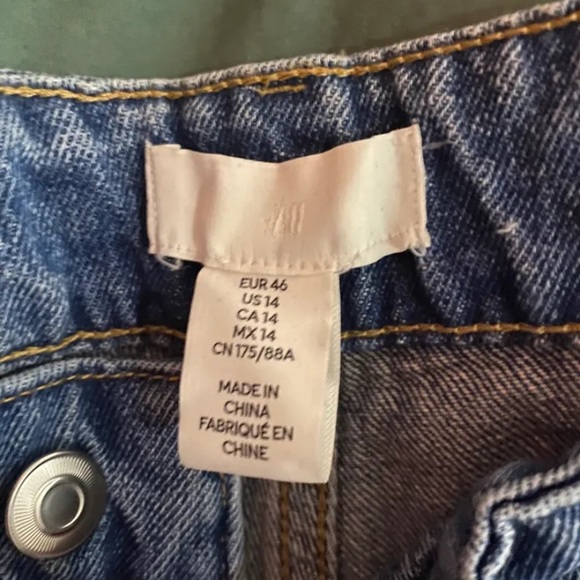 EUR 46
US 14
CA 14
MX 14
CN 175/88A
MADE IN
CHINA
FABRIQUÉ EN
CHINE